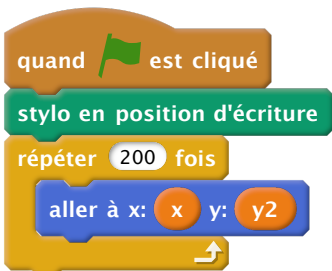 quand est cliqué
stylo en position d'écriture
répéter 200 fois
aller à x: x y: y2